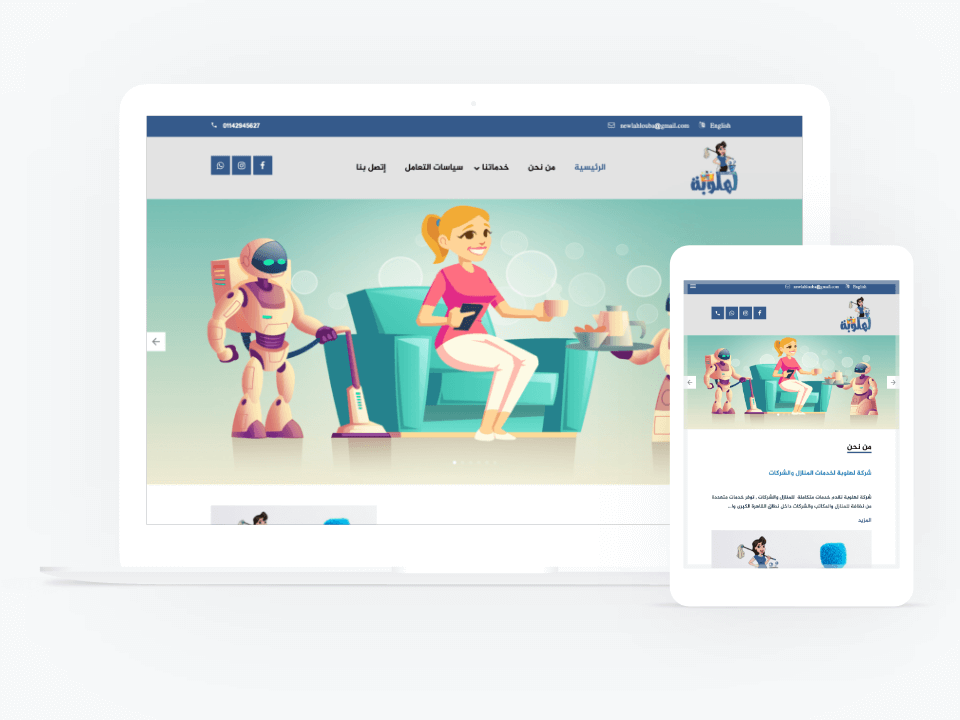 01142945627
newlahlouba@gmail.com
English
الرئيسية
من نحن
خدماتنا
سياسات التعامل
إتصل بنا
لهلوبة
newlahlouba@gmail.com
English
لهلوبة
من نحن
شركة لهلوبة لخدمات المنازل والشركات
شركة لهلوبة تقدم خدمات متكاملة للمنازل والشركات , توفر خدمات متعددة
من نظافة للمنازل والمكاتب والشركات داخل نطاق القاهرة الكبرى وا...
المزيد